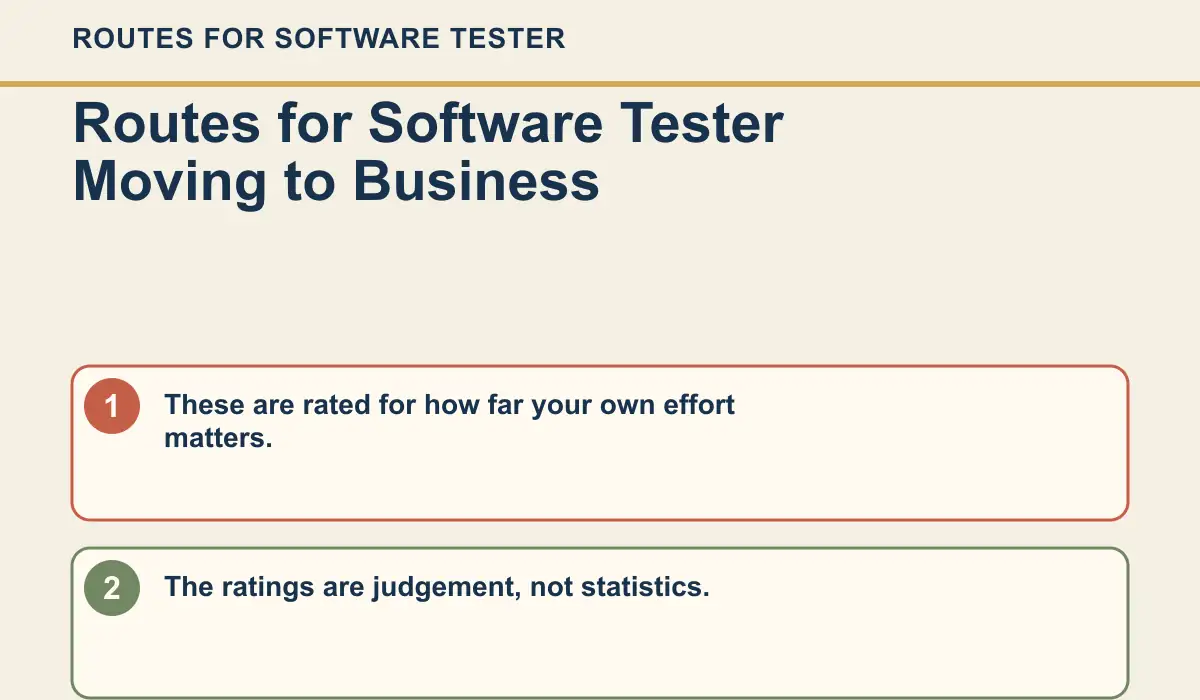 ROUTES FOR SOFTWARE TESTER
Routes for Software Tester
Moving to Business
1
These are rated for how far your own effort
matters.
2
The ratings are judgement, not statistics.